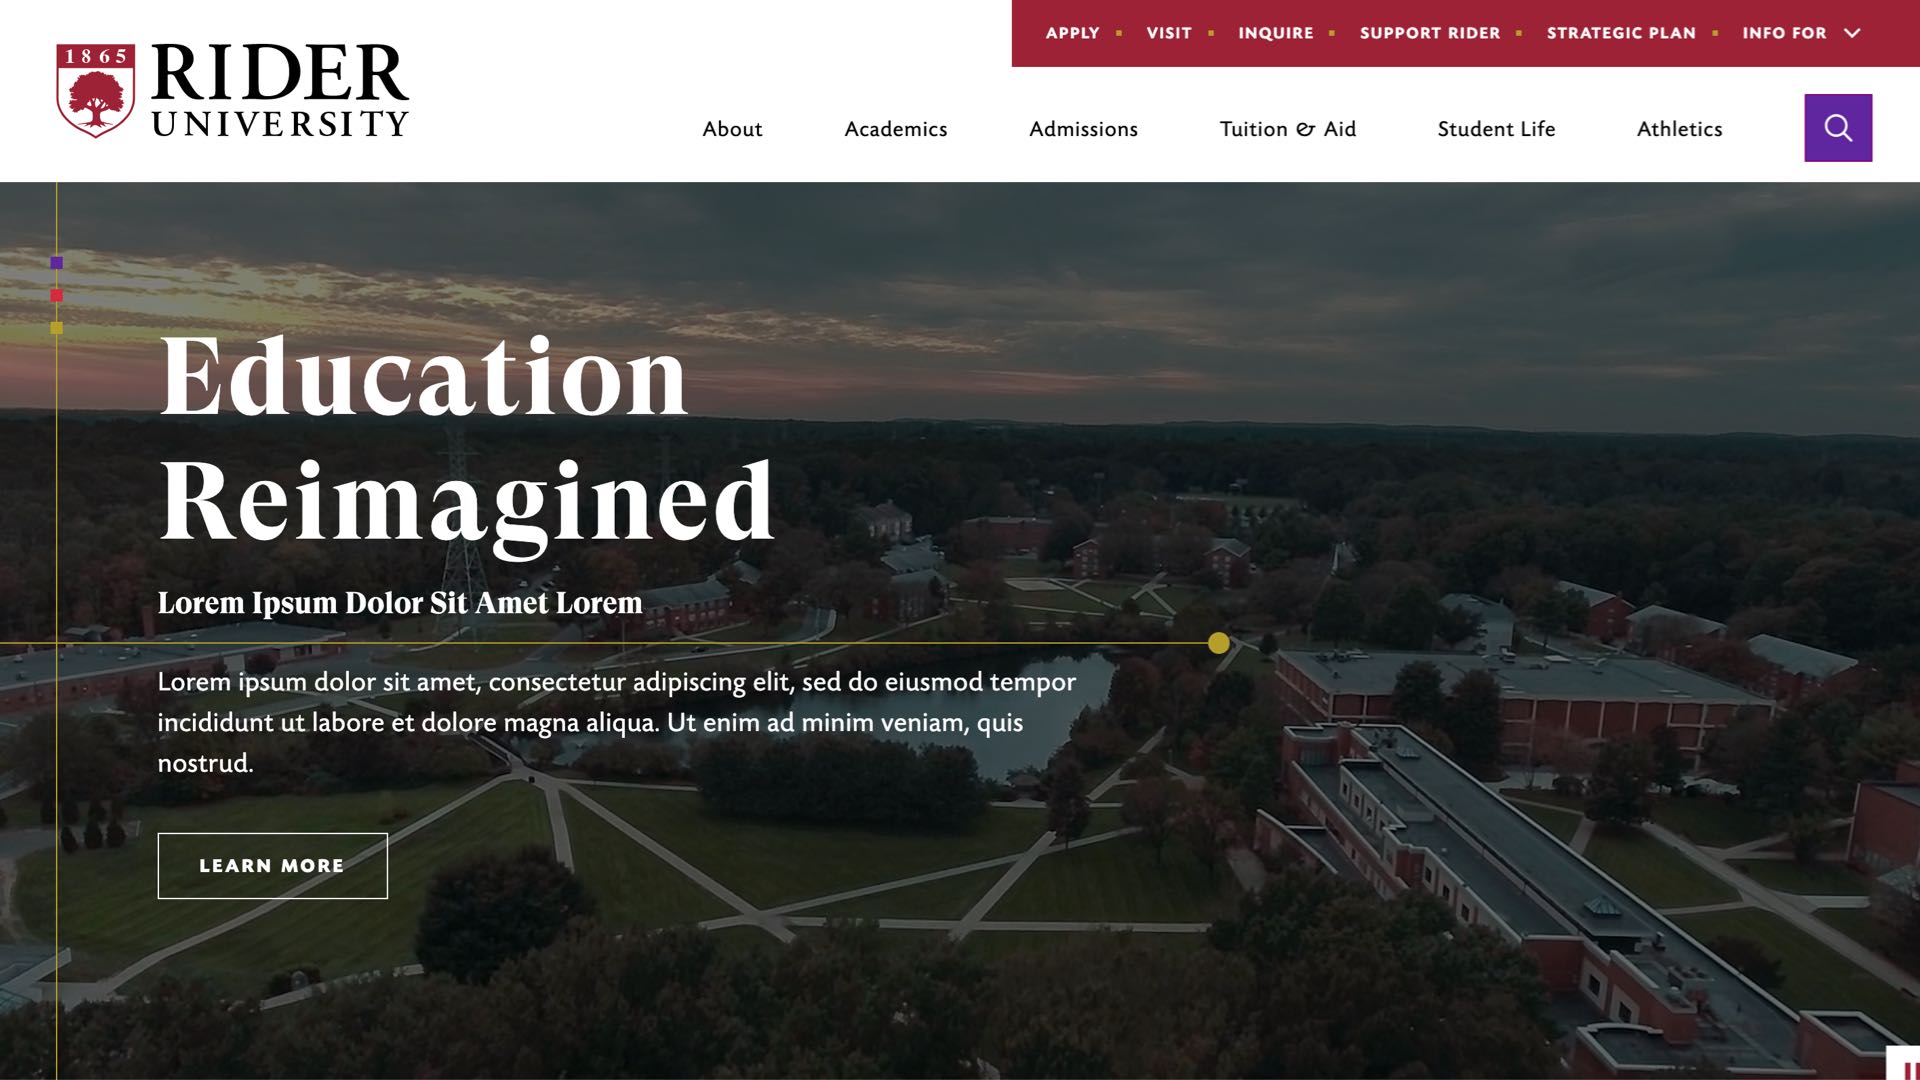 APPLY VISIT INQUIRE SUPPORT RIDER STRATEGIC PLAN INFO FOR
1865
RIDER
UNIVERSITY
About Academics Admissions Tuition & Aid Student Life Athletics
Education
Reimagined
Lorem Ipsum Dolor Sit Amet Lorem
Lorem ipsum dolor sit amet, consectetur adipiscing elit, sed do eiusmod tempor
incididunt ut labore et dolore magna aliqua. Ut enim ad minim veniam, quis
nostrud.
LEARN MORE